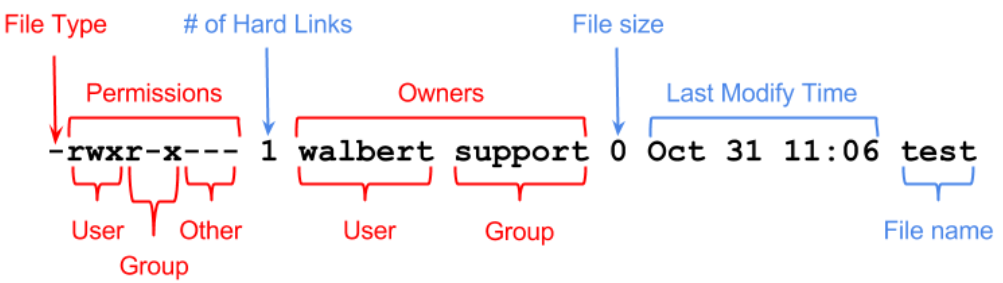 File Type # of Hard Links File size
Permissions Owners Last Modify Time
-rwxr-x--- 1 walbert support 0 Oct 31 11:06 test
User Other User Group File name
Group